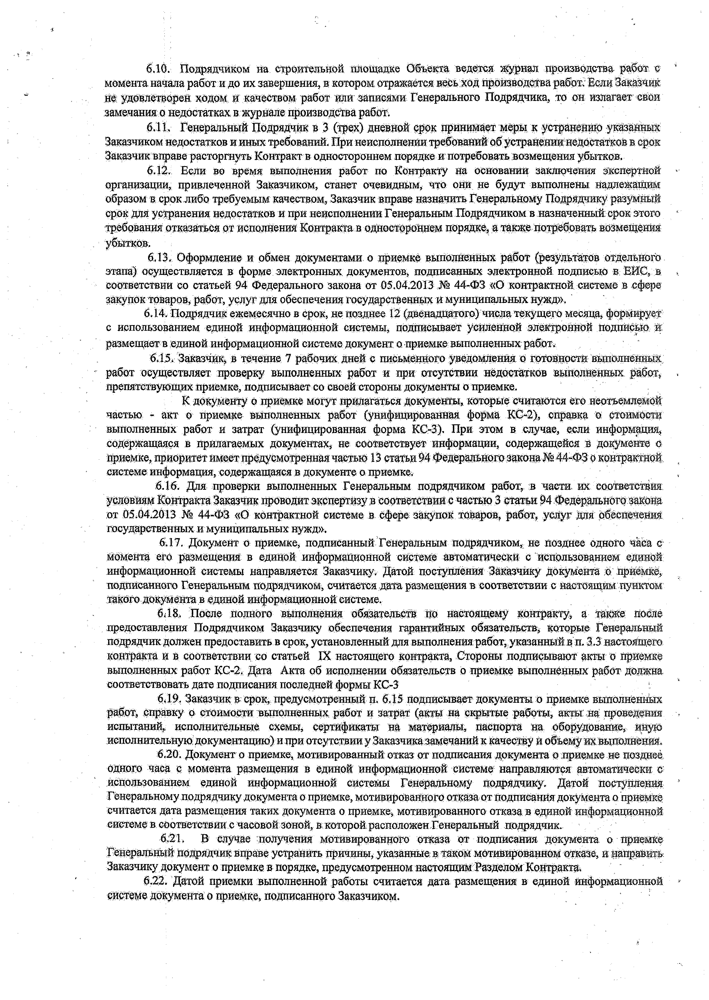 6.10. Подрядчиком на строительной площадке Объекта ведется журнал производства работ с
момента начала работ и до их завершения, в котором отражается весь ход производства работ. Если Заказчик
не удовлетворен ходом и качеством работ или записями Генерального Подрядчика, то он излагает свои
замечания о недостатках в журнале производства работ.
6.11. Генеральный Подрядчик в 3 (трех) дневной срок принимает меры к устранению указанных
Заказчиком недостатков и иных требований. При неисполнении требований об устранении недостатков в срок
Заказчик вправе расторгнуть Контракт в одностороннем порядке и потребовать возмещения убытков.
6.12. Если во время выполнения работ по Контракту на основании заключения экспертной
организации, привлеченной Заказчиком, станет очевидным, что они не будут выполнены надлежащим
образом в срок либо требуемым качеством, Заказчик вправе назначить Генеральному Подрядчику разумный
срок для устранения недостатков и при неисполнении Генеральным Подрядчиком в назначенный срок этого
требования отказаться от исполнения Контракта в одностороннем порядке, а также потребовать возмещения
убытков.
6.13. Оформление и обмен документами о приемке выполненных работ (результатов отдельного
этапа) осуществляется в форме электронных документов, подписанных электронной подписью в ЕИС, в
соответствии со статьей 94 Федерального закона от 05.04.2013 № 44-ФЗ «О контрактной системе в сфере
закупок товаров, работ, услуг для обеспечения государственных и муниципальных нужд».
6.14. Подрядчик ежемесячно в срок, не позднее 12 (двенадцатого) числа текущего месяца, формирует
с использованием единой информационной системы, подписывает усиленной электронной подписью и
размещает в единой информационной системе документ о приемке выполненных работ.
6.15. Заказчик, в течение 7 рабочих дней с письменного уведомления о готовности выполненных
работ осуществляет проверку выполненных работ и при отсутствии недостатков выполненных работ,
препятствующих приемке, подписывает со своей стороны документы о приемке.
К документу о приемке могут прилагаться документы, которые считаются его неотъемлемой
частью - акт о приемке выполненных работ (унифицированная форма КС-2), справка о стоимости
выполненных работ и затрат (унифицированная форма КС-3). При этом в случае, если информация,
содержащаяся в прилагаемых документах, не соответствует информации, содержащейся в документе о
приемке, приоритет имеет предусмотренная частью 13 статьи 94 Федерального закона № 44-ФЗ о контрактной
системе информация, содержащаяся в документе о приемке.
6.16. Для проверки выполненных Генеральным подрядчиком работ, в части их соответствия
условиям Контракта Заказчик проводит экспертизу в соответствии с частью 3 статьи 94 Федерального закона
от 05.04.2013 № 44-ФЗ «О контрактной системе в сфере закупок товаров, работ, услуг для обеспечения
государственных и муниципальных нужд».
6.17. Документ о приемке, подписанный Генеральным подрядчиком, не позднее одного часа с
момента его размещения в единой информационной системе автоматически с использованием единой
информационной системы направляется Заказчику. Датой поступления Заказчику документа о приемке,
подписанного Генеральным подрядчиком, считается дата размещения в соответствии с настоящим пунктом
такого документа в единой информационной системе.
6.18. После полного выполнения обязательств по настоящему контракту, а также после
предоставления Подрядчиком Заказчику обеспечения гарантийных обязательств, которые Генеральный
подрядчик должен предоставить в срок, установленный для выполнения работ, указанный в п. 3.3 настоящего
контракта и в соответствии со статьей IX настоящего контракта, Стороны подписывают акты о приемке
выполненных работ КС-2. Дата Акта об исполнении обязательств о приемке выполненных работ должна
соответствовать дате подписания последней формы КС-3
6.19. Заказчик в срок, предусмотренный п. 6.15 подписывает документы о приемке выполненных
работ, справку о стоимости выполненных работ и затрат (акты на скрытые работы, акты на проведения
испытаний, исполнительные схемы, сертификаты на материалы, паспорта на оборудование, иную
исполнительную документацию) и при отсутствии у Заказчика замечаний к качеству и объему их выполнения.
6.20. Документ о приемке, мотивированный отказ от подписания документа о приемке не позднее
одного часа с момента размещения в единой информационной системе направляются автоматически с
использованием единой информационной системы Генеральному подрядчику. Датой поступления
Генеральному подрядчику документа о приемке, мотивированного отказа от подписания документа о приемке
считается дата размещения таких документа о приемке, мотивированного отказа в единой информационной
системе в соответствии с часовой зоной, в которой расположен Генеральный подрядчик.
6.21. В случае получения мотивированного отказа от подписания документа о приемке
Генеральный подрядчик вправе устранить причины, указанные в таком мотивированном отказе, и направить
Заказчику документ о приемке в порядке, предусмотренном настоящим Разделом Контракта.
6.22. Датой приемки выполненной работы считается дата размещения в единой информационной
системе документа о приемке, подписанного Заказчиком.